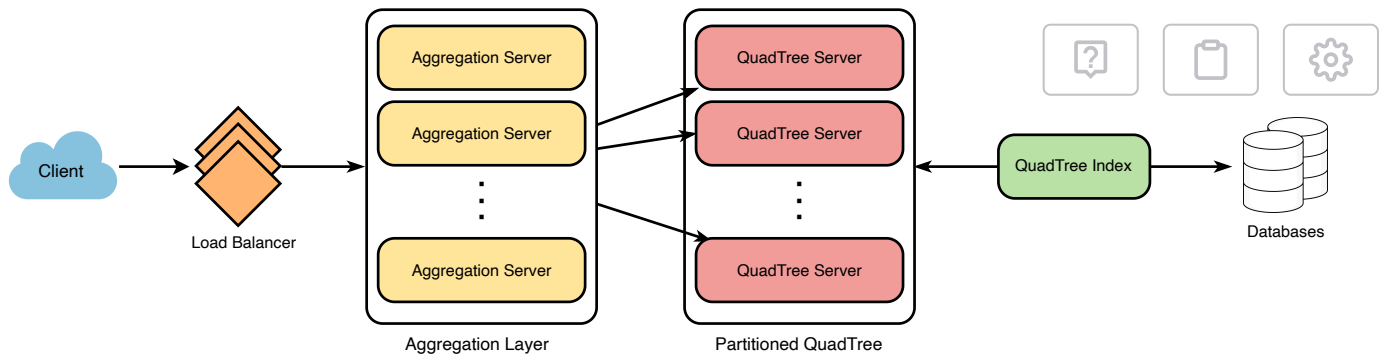 Client
Load Balancer
Aggregation Server
Aggregation Server
Aggregation Server
Aggregation Layer
QuadTree Server
QuadTree Server
QuadTree Server
Partitioned QuadTree
QuadTree Index
Databases
?